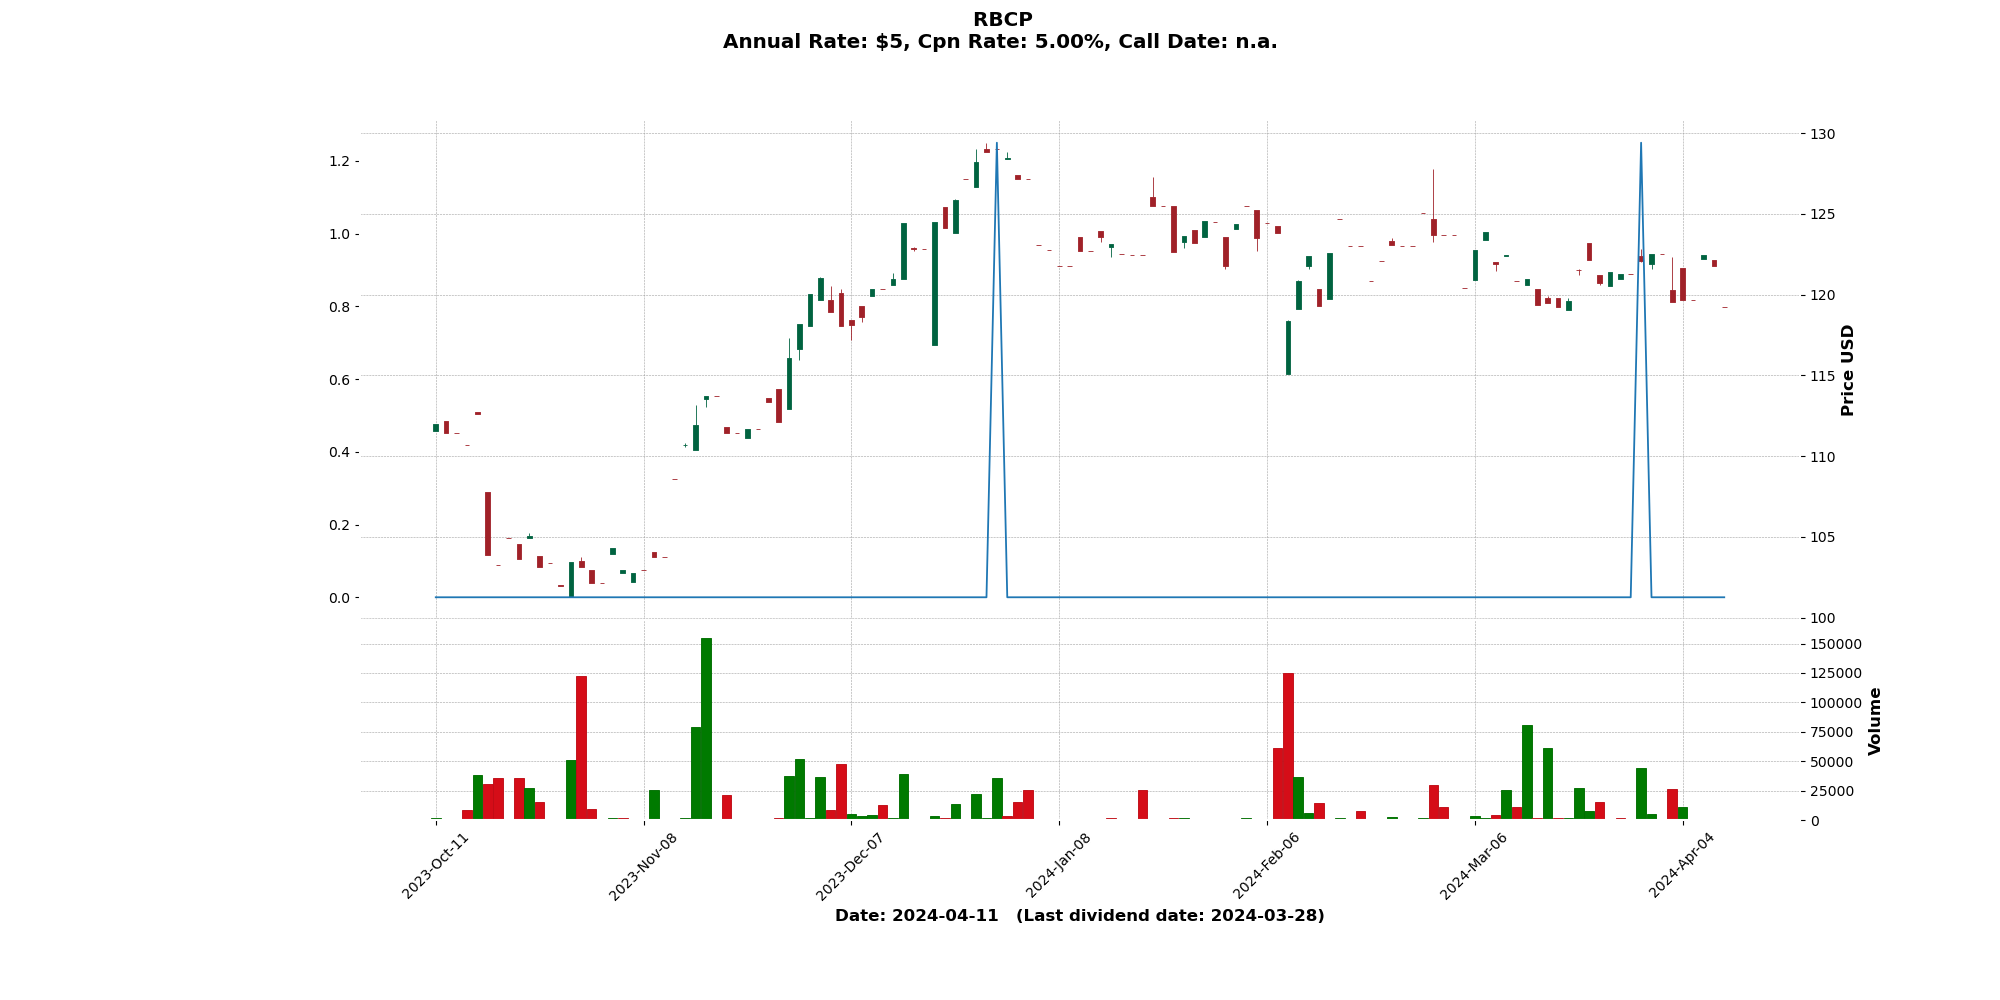 RBCP
Annual Rate: $5, Cpn Rate: 5.00%, Call Date: n.a.
1.2
1.0
0.8
0.6
0.4
0.2
0.0
130
125
120
115
110
105
100
Price USD
150000
125000
100000
75000
50000
25000
0
Volume
2023-Oct-11
2023-Nov-08
2023-Dec-07
2024-Jan-08
2024-Feb-06
2024-Mar-06
2024-Apr-04
Date: 2024-04-11   (Last dividend date: 2024-03-28)